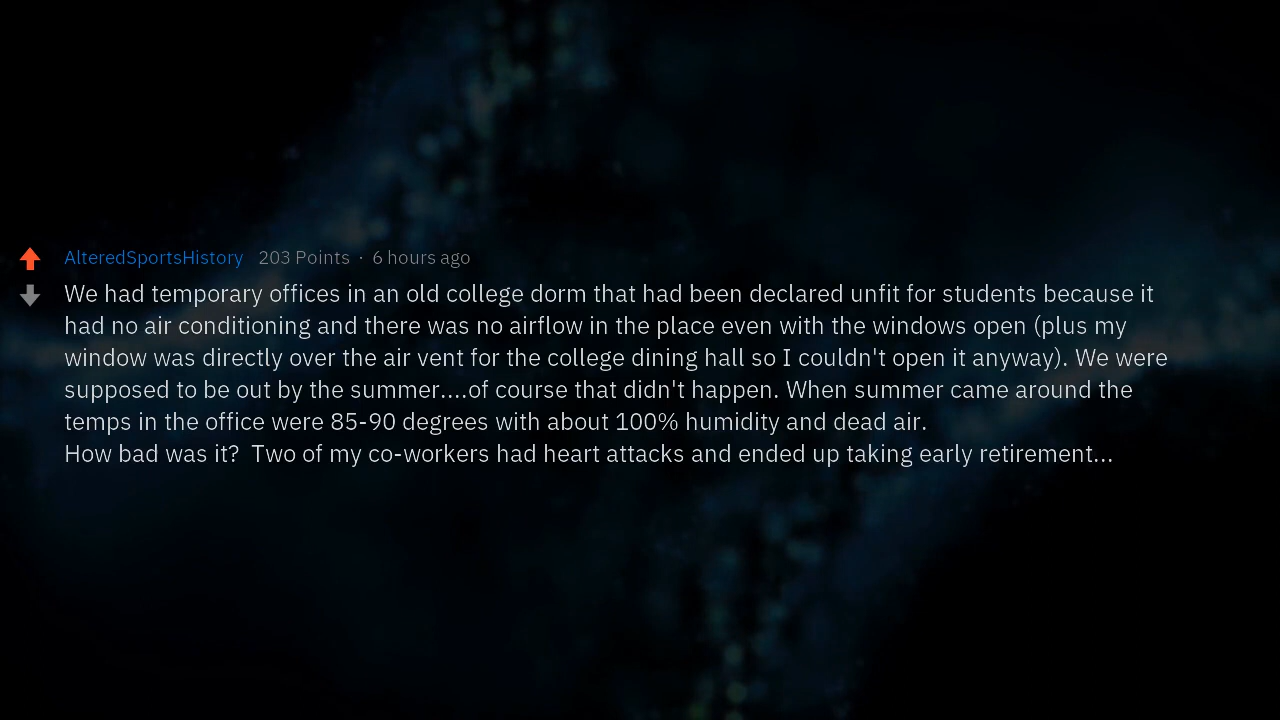 AlteredSportsHistory 203 Points · 6 hours ago
We had temporary offices in an old college dorm that had been declared unfit for students because it
had no air conditioning and there was no airflow in the place even with the windows open (plus my
window was directly over the air vent for the college dining hall so I couldn't open it anyway). We were
supposed to be out by the summer....of course that didn't happen. When summer came around the
temps in the office were 85-90 degrees with about 100% humidity and dead air.
How bad was it?  Two of my co-workers had heart attacks and ended up taking early retirement...